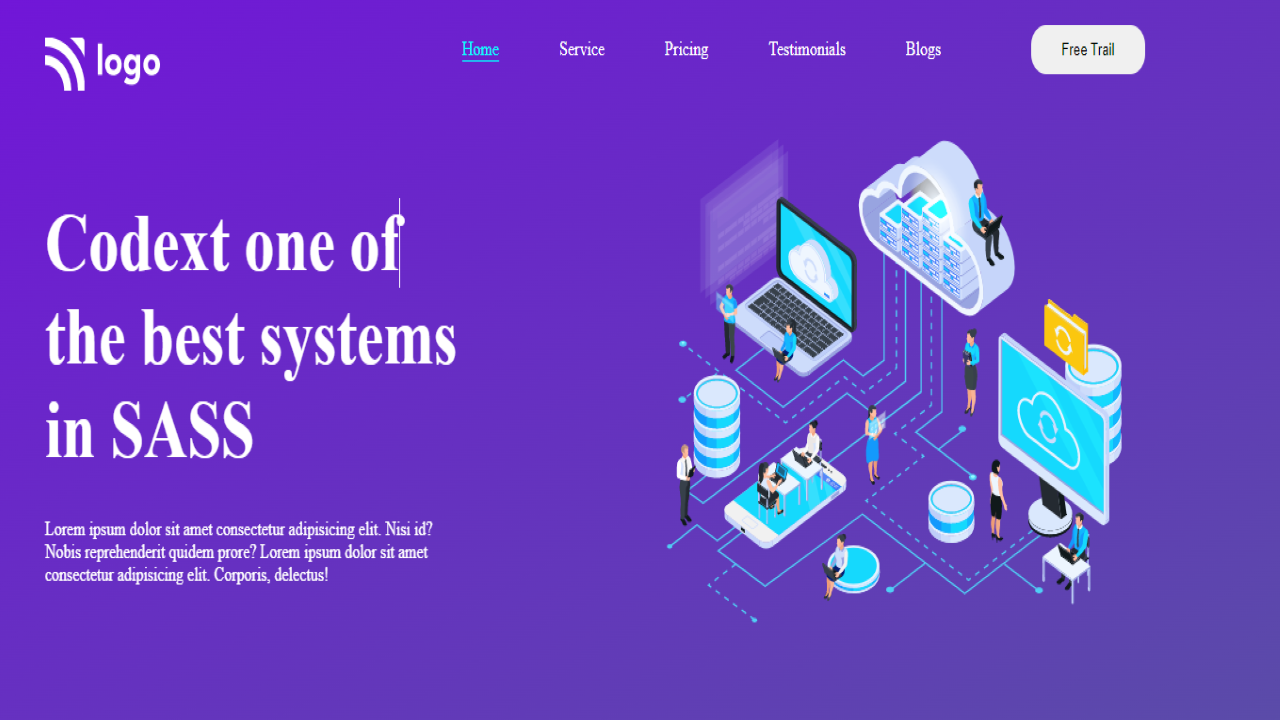 logo
Home
Service
Pricing
Testimonials
Blogs
Free Trail
Codext one of
the best systems
in SASS
Lorem ipsum dolor sit amet consectetur adipisicing elit. Nisi id?
Nobis reprehenderit quidem prore? Lorem ipsum dolor sit amet
consectetur adipisicing elit. Corporis, delectus!